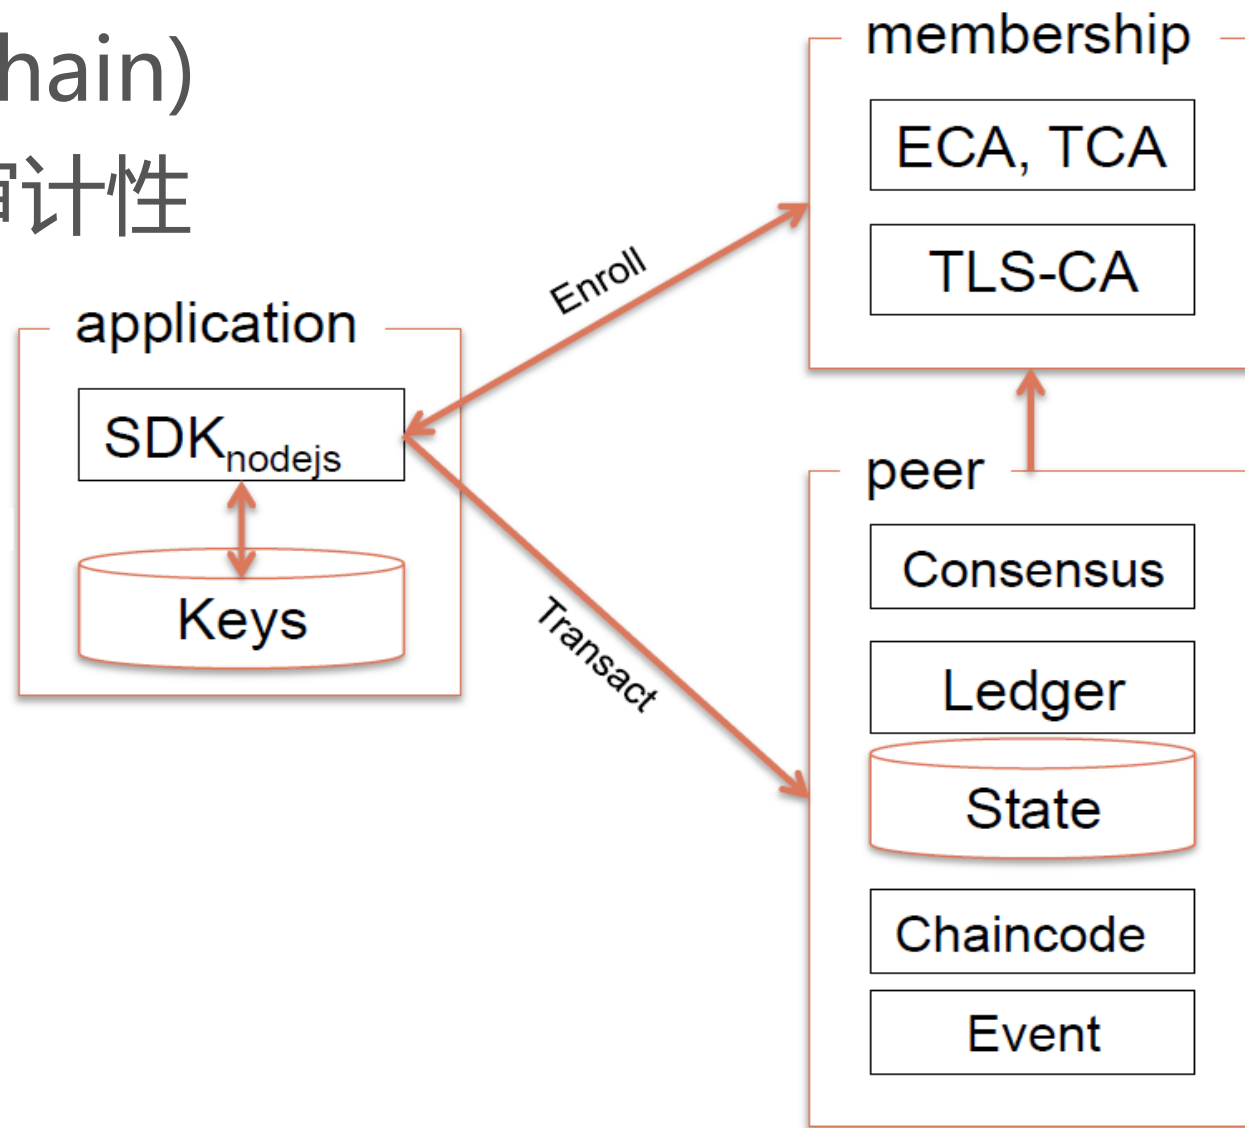 hain)
审计性
application
SDKnodejs
Keys
Enroll
Transact
membership
ECA, TCA
TLS-CA
peer
Consensus
Ledger
State
Chaincode
Event